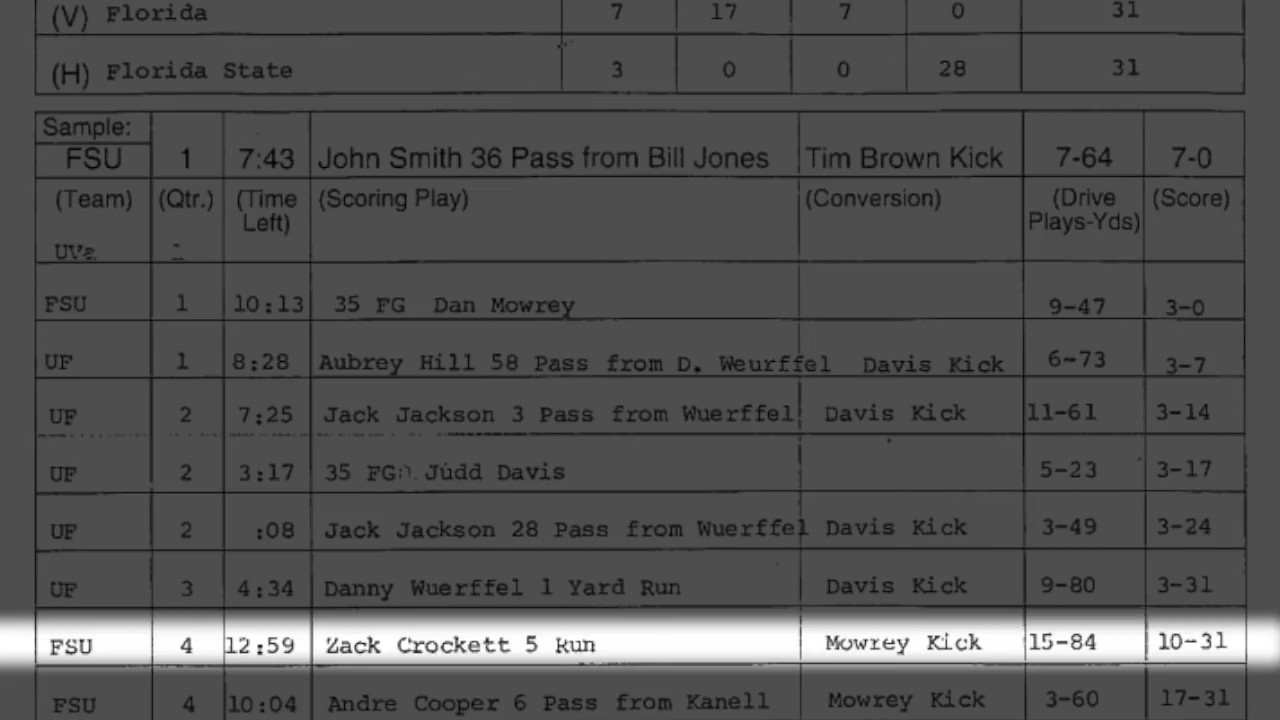 (V) Florida 7 17 7 0 31
(H) Florida State 3 0 0 28 31
Sample:
FSU 1 7:43 John Smith 36 Pass from Bill Jones Tim Brown Kick 7-64 7-0
(Team) (Qtr.) (Time Left) (Scoring Play) (Conversion) (Drive Plays-Yds) (Score)
FSU 1 10:13 35 FG Dan Mowrey 9-47 3-0
UF 1 8:28 Aubrey Hill 58 Pass from D. Weurffel Davis Kick 6-73 3-7
UF 2 7:25 Jack Jackson 3 Pass from Wuerffel Davis Kick 11-61 3-14
UF 2 3:17 35 FG Judd Davis 5-23 3-17
UF 2 :08 Jack Jackson 28 Pass from Wuerffel Davis Kick 3-49 3-24
UF 3 4:34 Danny Wuerffel 1 Yard Run Davis Kick 9-80 3-31
FSU 4 12:59 Zack Crockett 5 Run Mowrey Kick 15-84 10-31
FSU 4 10:04 Andre Cooper 6 Pass from Kanell Mowrey Kick 3-60 17-31